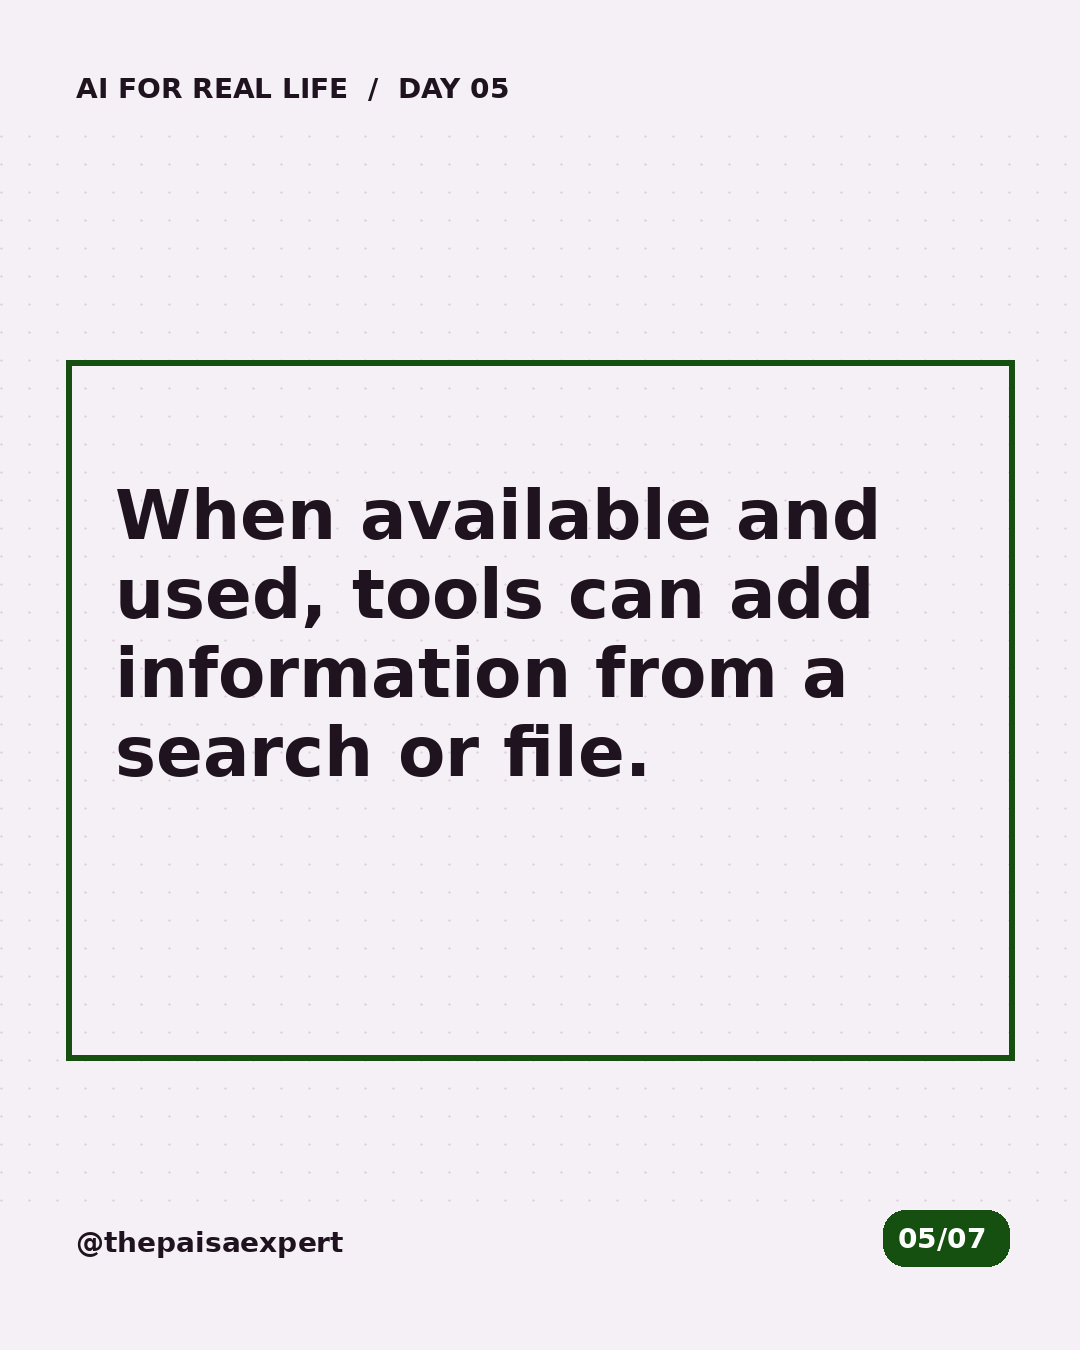 AI FOR REAL LIFE / DAY 05
When available and
used, tools can add
information from a
search or file.
@thepaisaexpert
05/07